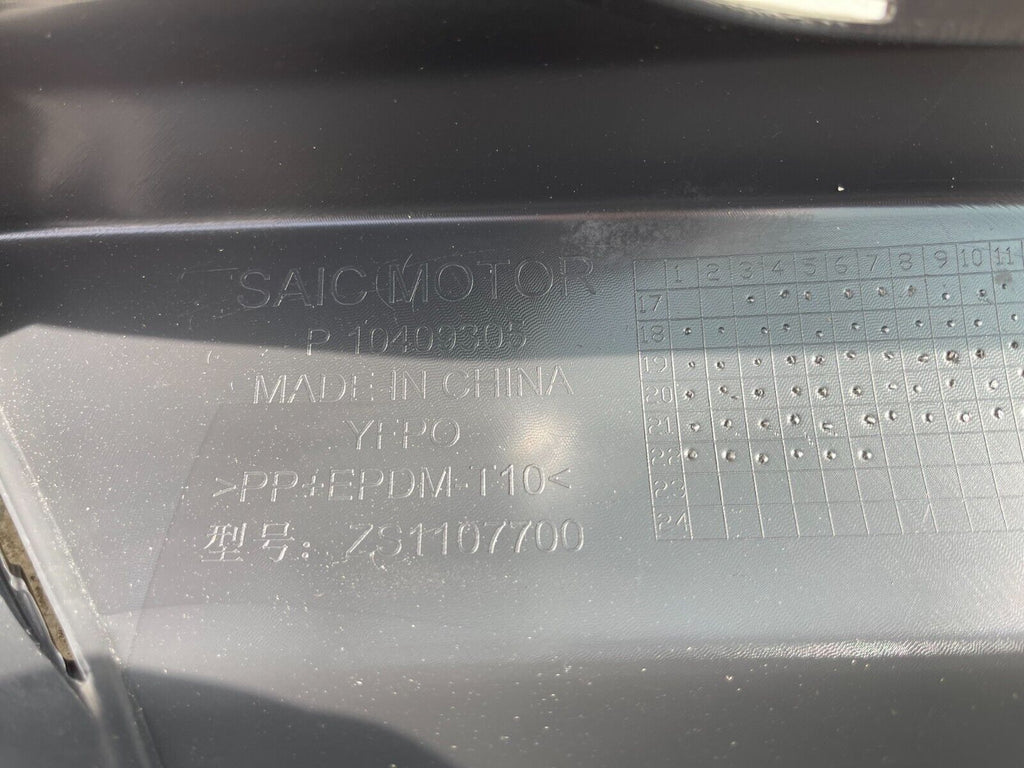 SAIC MOTOR
P 10409305
MADE IN CHINA
YFPO
>PP+EPDM-T10<
型号: ZS1107700
1 2 3 4 5 6 7 8 9 10 11
17
18
19
20
21
22
23
24